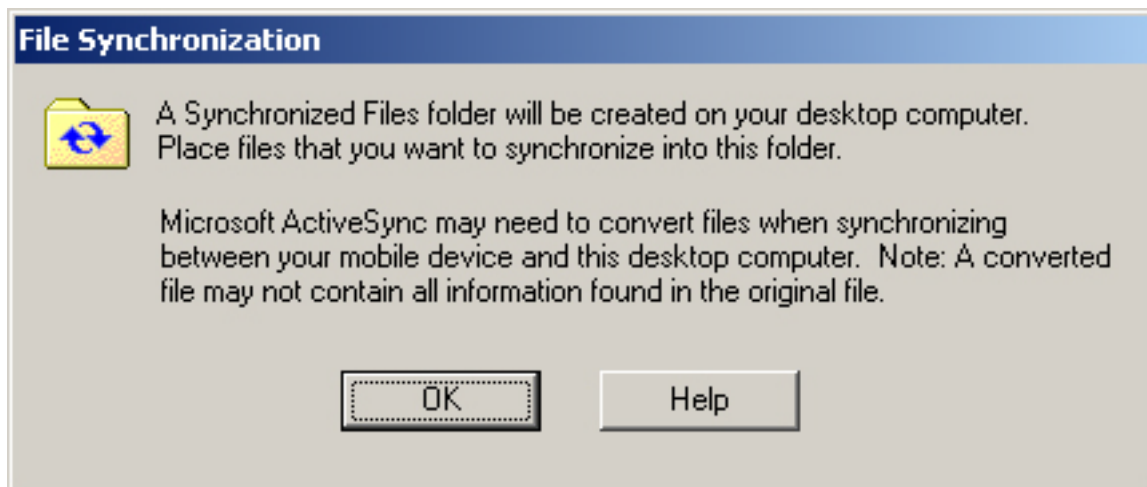 File Synchronization
A Synchronized Files folder will be created on your desktop computer.
Place files that you want to synchronize into this folder.
Microsoft ActiveSync may need to convert files when synchronizing
between your mobile device and this desktop computer.  Note: A converted
file may not contain all information found in the original file.
OK
Help